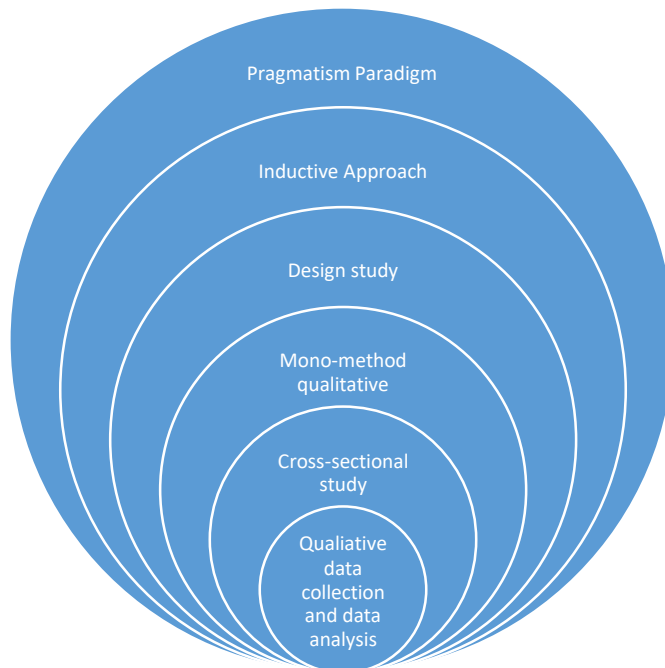 Pragmatism Paradigm
Inductive Approach
Design study
Mono-method
qualitative
Cross-sectional
study
Qualiative
data
collection
and data
analysis